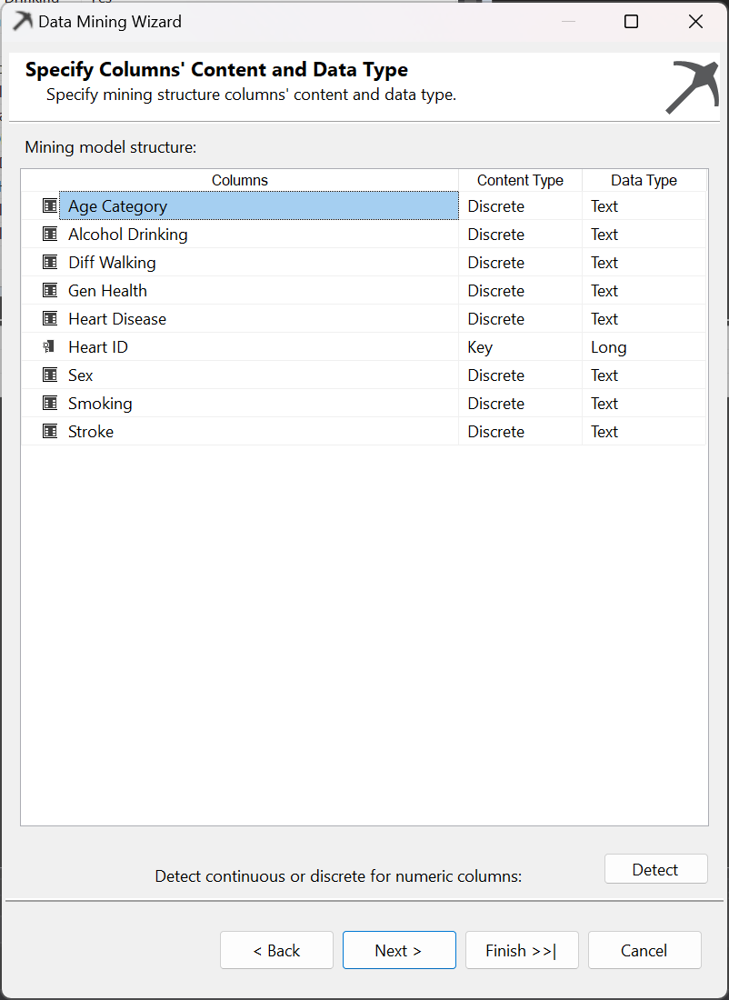 Data Mining Wizard
Specify Columns' Content and Data Type
Specify mining structure columns' content and data type.
Mining model structure:
Columns Content Type Data Type
Age Category Discrete Text
Alcohol Drinking Discrete Text
Diff Walking Discrete Text
Gen Health Discrete Text
Heart Disease Discrete Text
Heart ID Key Long
Sex Discrete Text
Smoking Discrete Text
Stroke Discrete Text
Detect continuous or discrete for numeric columns: Detect
< Back Next > Finish >>| Cancel